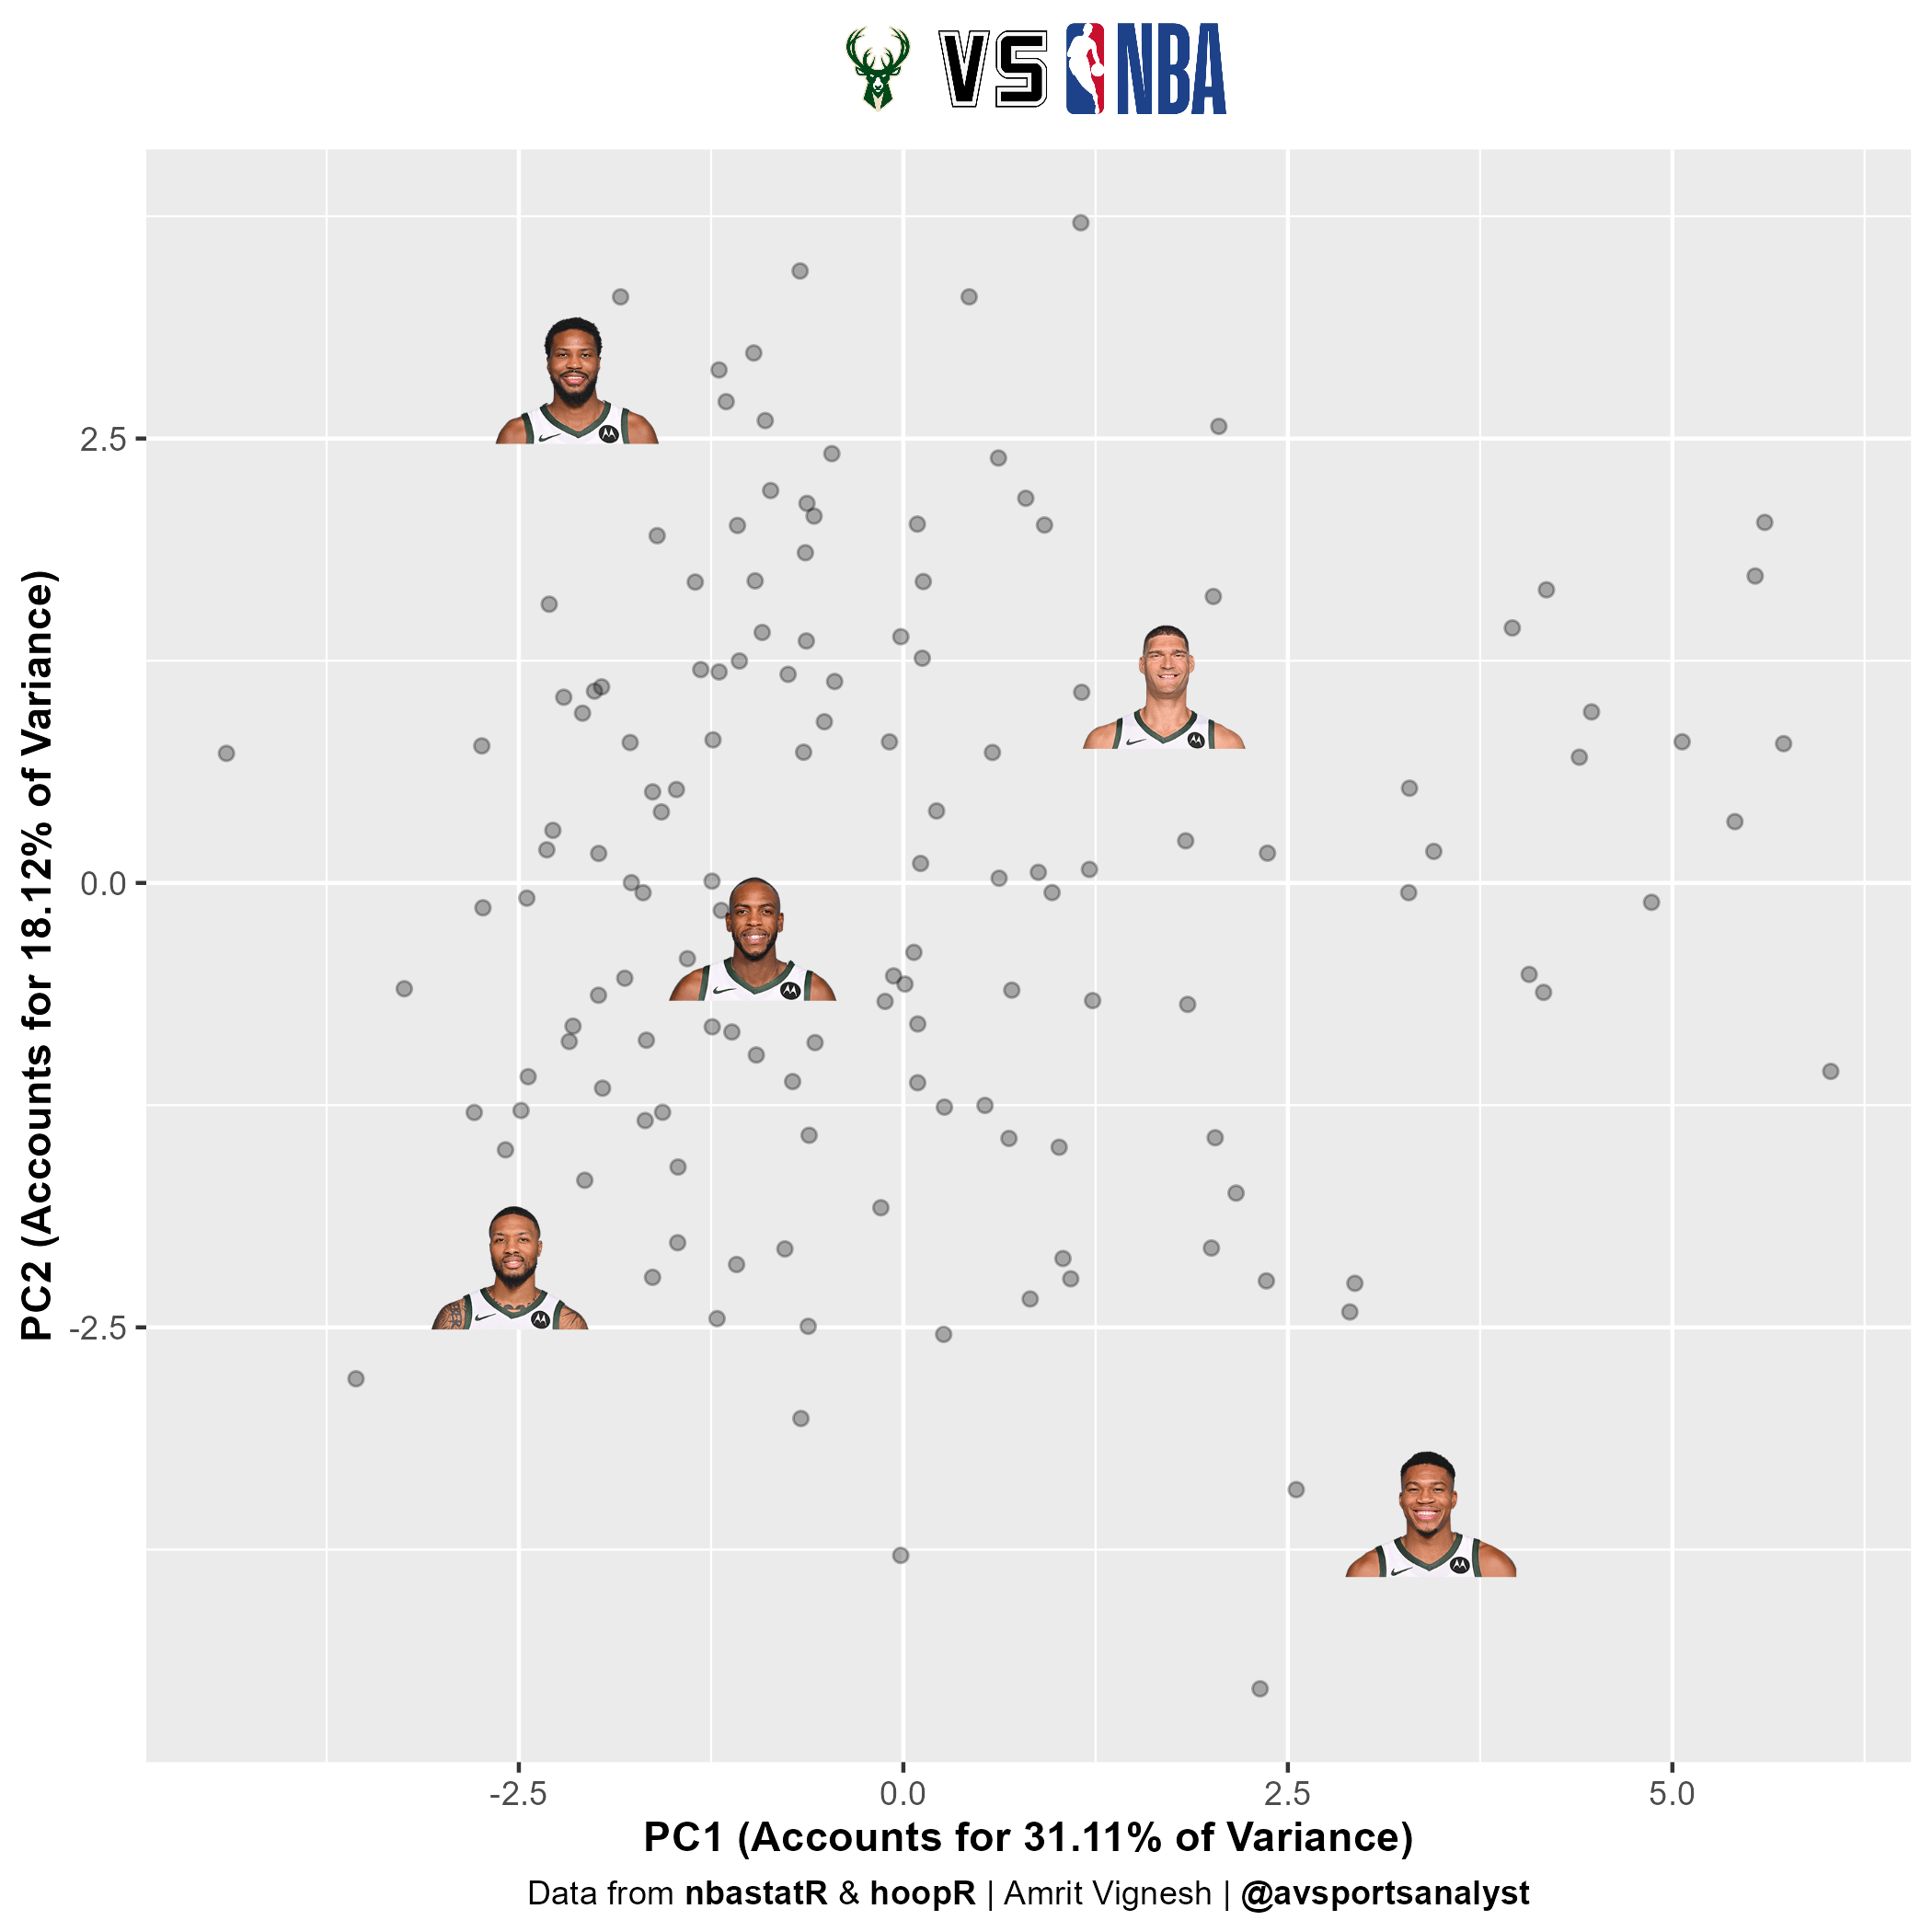 VS NBA
PC2 (Accounts for 18.12% of Variance)
2.5
0.0
-2.5
-2.5 0.0 2.5 5.0
PC1 (Accounts for 31.11% of Variance)
Data from nbastatR & hoopR | Amrit Vignesh | @avsportsanalyst